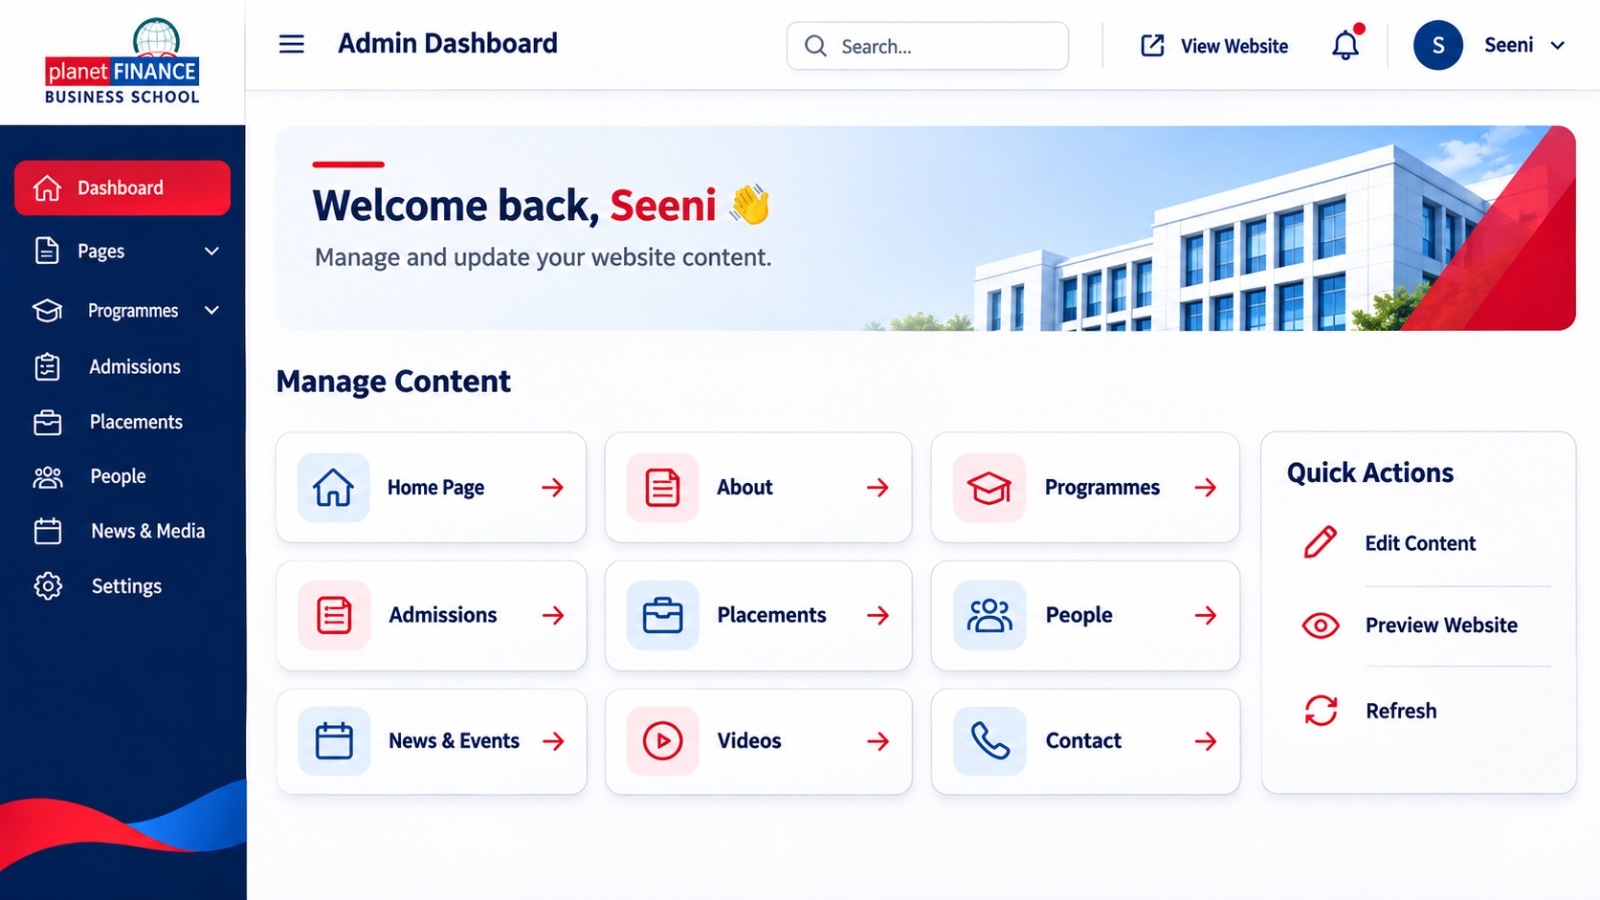 planet FINANCE
BUSINESS SCHOOL
Admin Dashboard
Search...
View Website
S
Seeni
Dashboard
Pages
Programmes
Admissions
Placements
People
News & Media
Settings
Welcome back, Seeni 👋
Manage and update your website content.
Manage Content
Home Page
About
Programmes
Admissions
Placements
People
News & Events
Videos
Contact
Quick Actions
Edit Content
Preview Website
Refresh